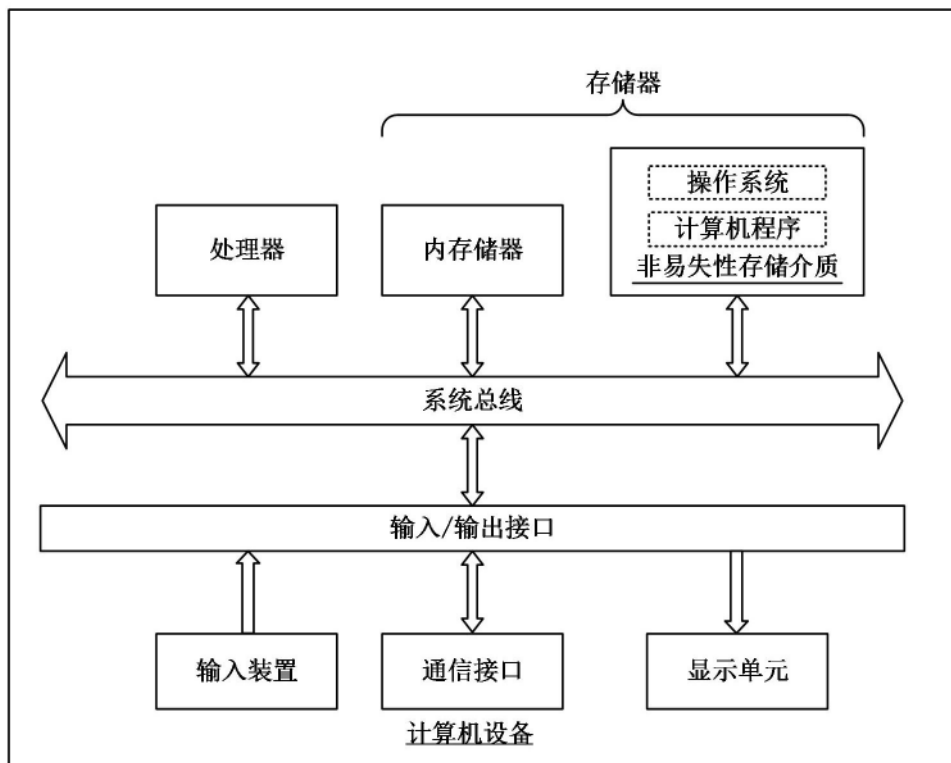 存储器
操作系统
计算机程序
非易失性存储介质
处理器
内存储器
系统总线
输入/输出接口
输入装置
通信接口
显示单元
计算机设备